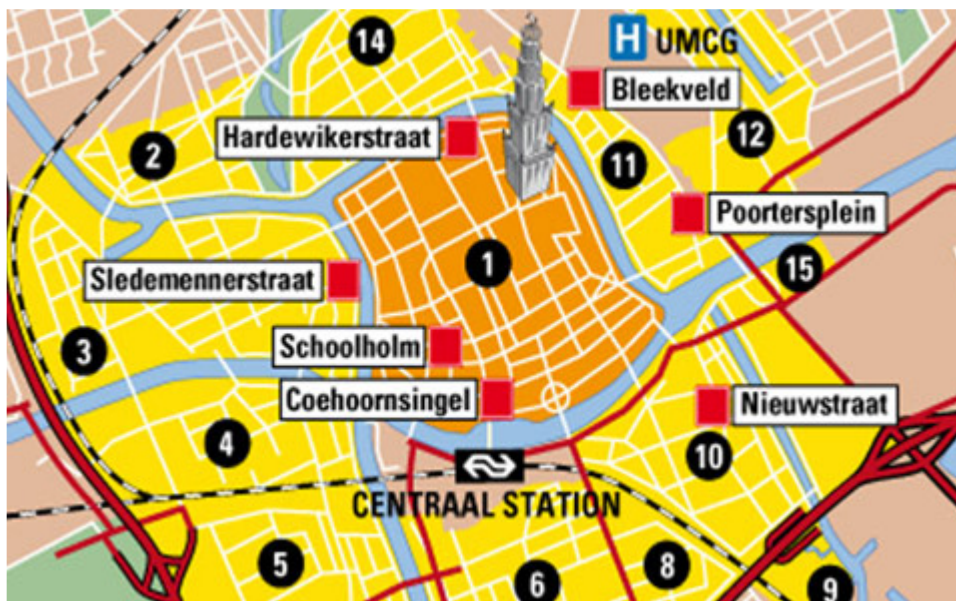 14
H UMCG
Bleekveld
Hardewikerstraat
12
2
11
Poortersplein
1
15
Sledemennerstraat
3
Schoolholm
Coehoornsingel
Nieuwstraat
4
10
CENTRAAL STATION
5
8
6
9